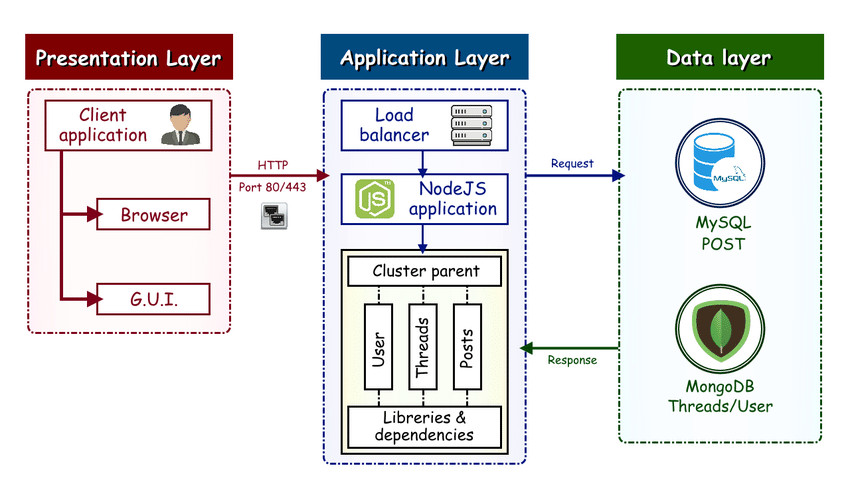 Presentation Layer
Application Layer
Data layer
Client
application
Browser
G.U.I.
HTTP
Port 80/443
Load
balancer
JS
NodeJS
application
Cluster parent
User
Threads
Posts
Libreries &
dependencies
Request
Response
MySQL
MySQL
POST
MongoDB
Threads/User